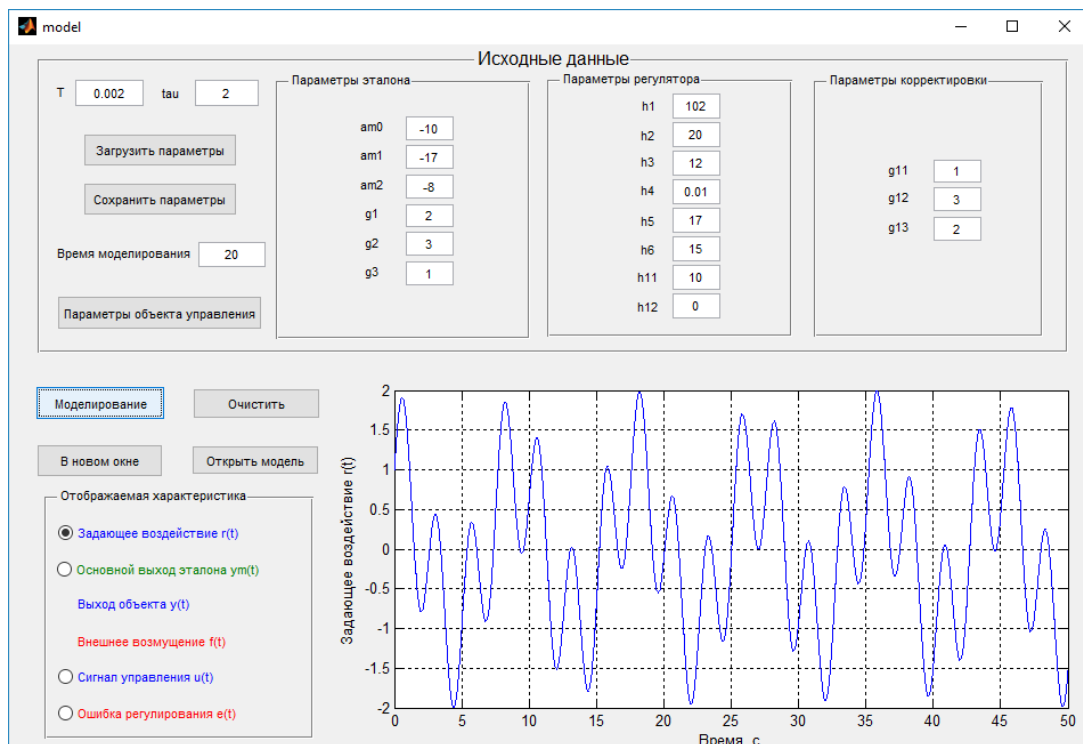 model
Исходные данные
T 0.002 tau 2
Загрузить параметры
Сохранить параметры
Время моделирования 20
Параметры объекта управления
Параметры эталона
am0 -10
am1 -17
am2 -8
g1 2
g2 3
g3 1
Параметры регулятора
h1 102
h2 20
h3 12
h4 0.01
h5 17
h6 15
h11 10
h12 0
Параметры корректировки
g11 1
g12 3
g13 2
Моделирование
Очистить
В новом окне
Открыть модель
Отображаемая характеристика
Задающее воздействие r(t)
Основной выход эталона ym(t)
Выход объекта y(t)
Внешнее возмущение f(t)
Сигнал управления u(t)
Ошибка регулирования e(t)
Задающее воздействие r(t)
2
1.5
1
0.5
0
-0.5
-1
-1.5
-2
0 5 10 15 20 25 30 35 40 45 50
Время, с